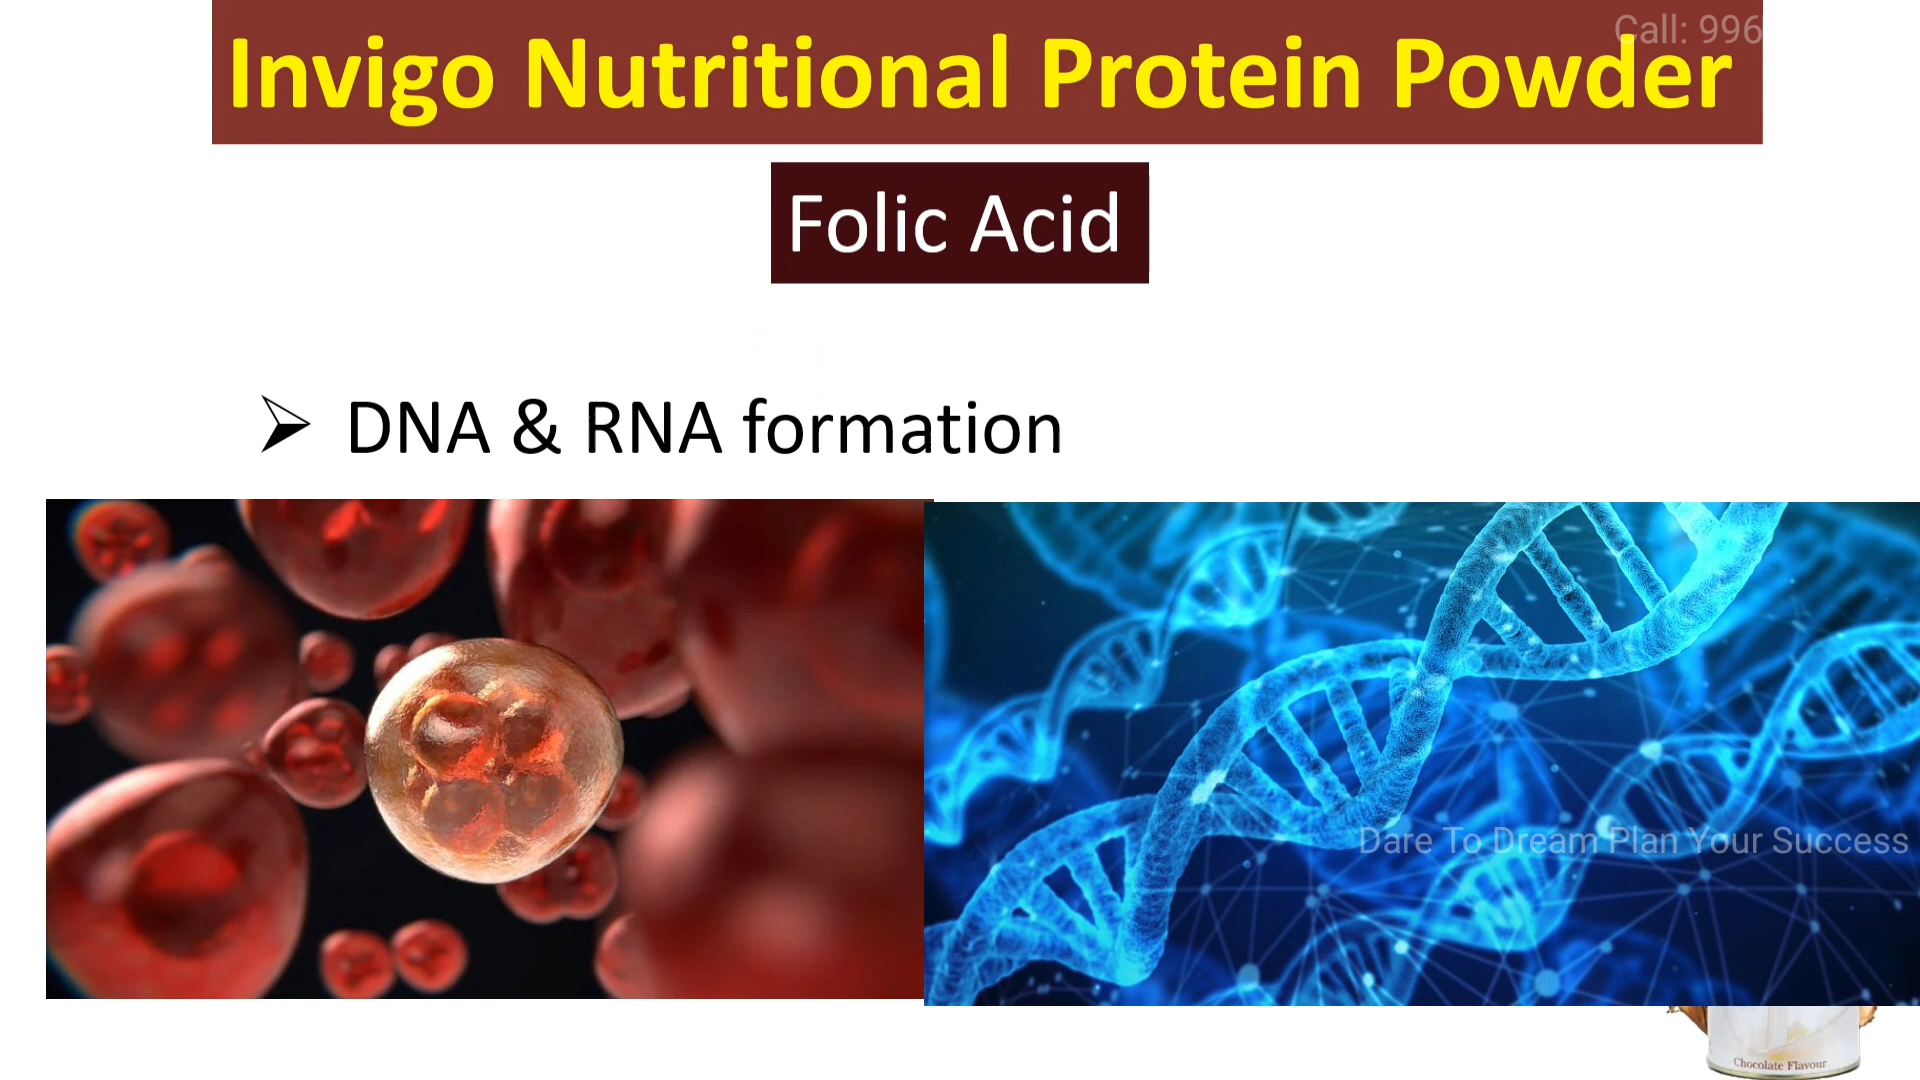 Call: 996
Invigo Nutritional Protein Powder
Folic Acid
➢ DNA & RNA formation
Dare To Dream Plan Your Success
Chocolate Flavour